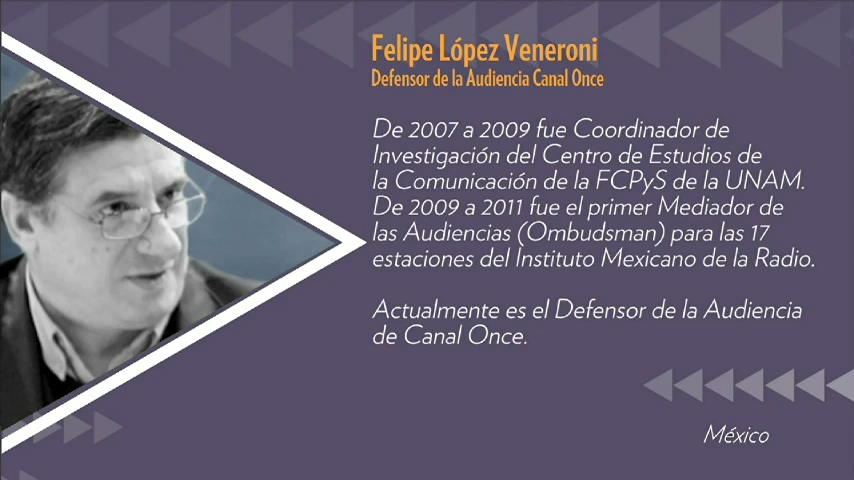 Felipe López Veneroni
Defensor de la Audiencia Canal Once
De 2007 a 2009 fue Coordinador de
Investigación del Centro de Estudios de
la Comunicación de la FCPyS de la UNAM.
De 2009 a 2011 fue el primer Mediador de
las Audiencias (Ombudsman) para las 17
estaciones del Instituto Mexicano de la Radio.
Actualmente es el Defensor de la Audiencia
de Canal Once.
México